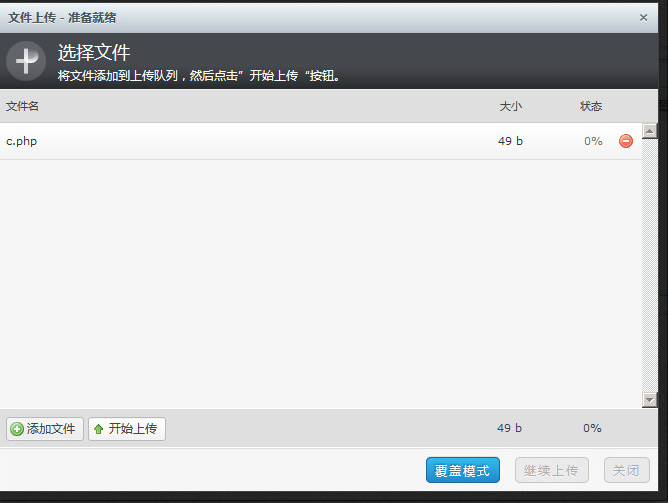 文件上传 - 准备就绪 ×
选择文件
将文件添加到上传队列，然后点击”开始上传“按钮。
文件名 大小 状态
c.php 49 b 0%
添加文件 开始上传 49 b 0%
覆盖模式 继续上传 关闭